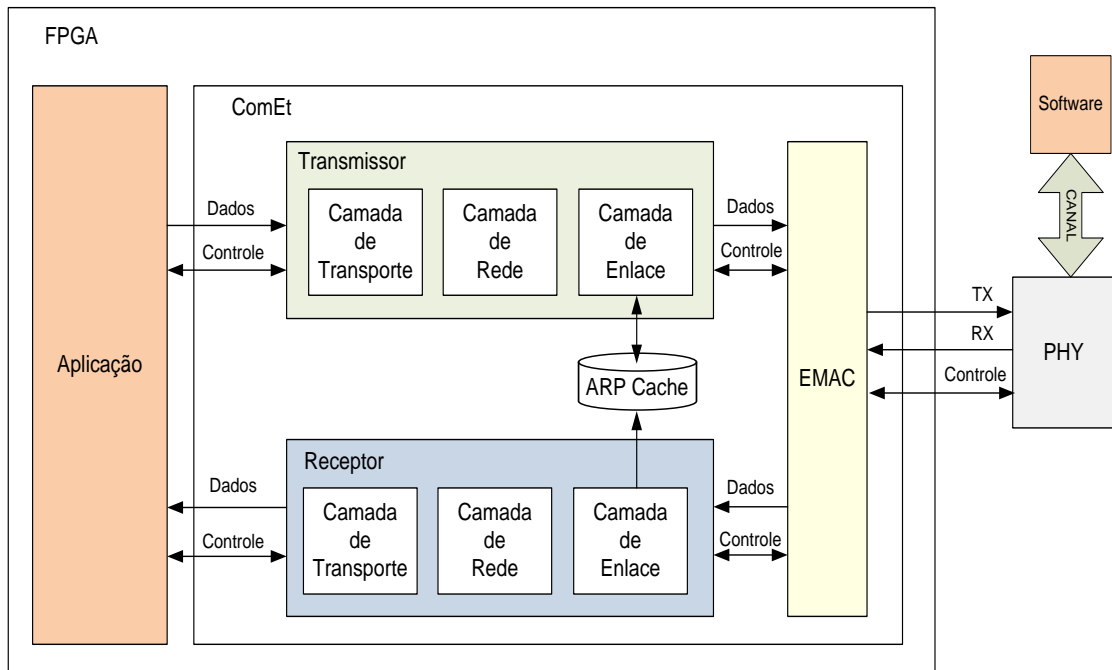 FPGA
ComEt
Software
CANAL
Transmissor
Camada
de
Transporte
Camada
de
Rede
Camada
de
Enlace
Dados
Controle
Dados
Controle
TX
RX
Controle
PHY
Aplicação
EMAC
ARP Cache
Receptor
Camada
de
Transporte
Camada
de
Rede
Camada
de
Enlace
Dados
Controle
Dados
Controle